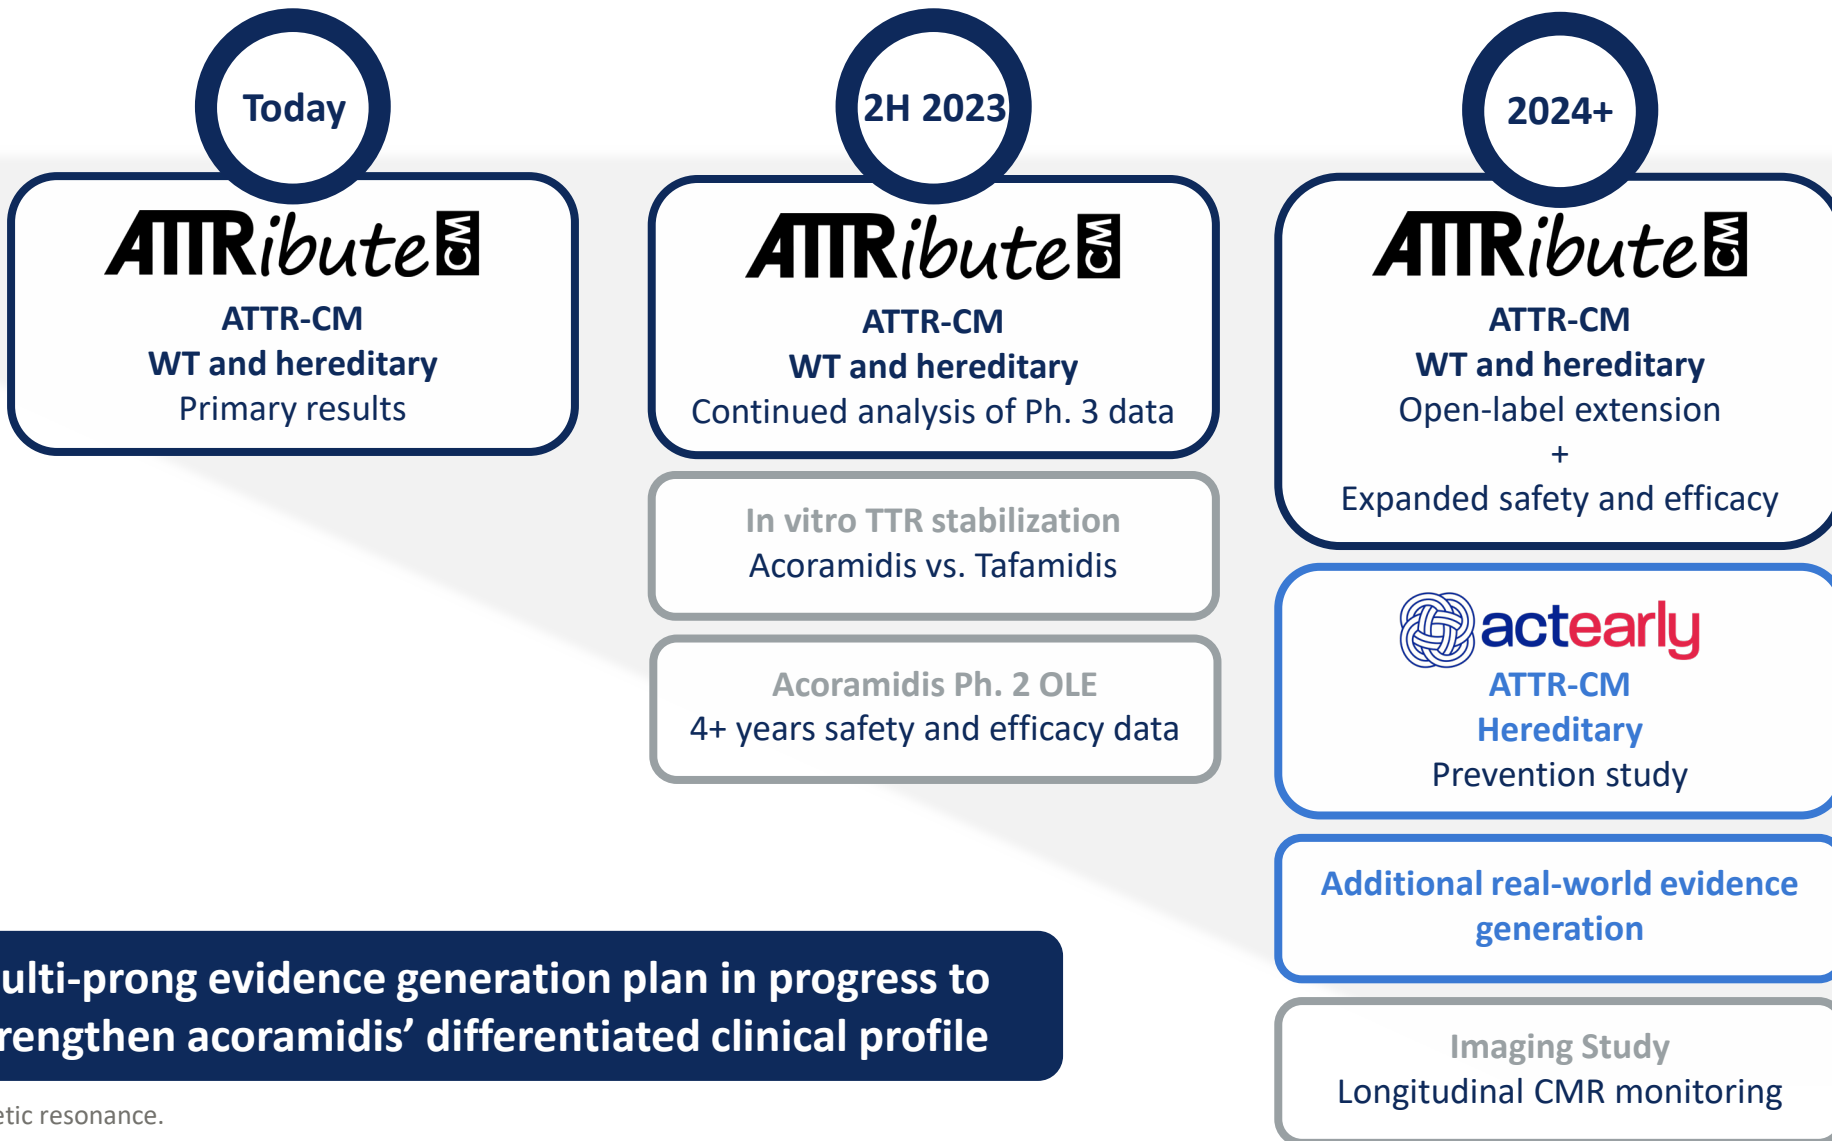 Today
ATTRibute CM
ATTR-CM
WT and hereditary
Primary results
2H 2023
ATTRibute CM
ATTR-CM
WT and hereditary
Continued analysis of Ph. 3 data
In vitro TTR stabilization
Acoramidis vs. Tafamidis
Acoramidis Ph. 2 OLE
4+ years safety and efficacy data
2024+
ATTRibute CM
ATTR-CM
WT and hereditary
Open-label extension
+
Expanded safety and efficacy
actearly
ATTR-CM
Hereditary
Prevention study
Additional real-world evidence
generation
Imaging Study
Longitudinal CMR monitoring
ulti-prong evidence generation plan in progress to
rengthen acoramidis’ differentiated clinical profile
etic resonance.